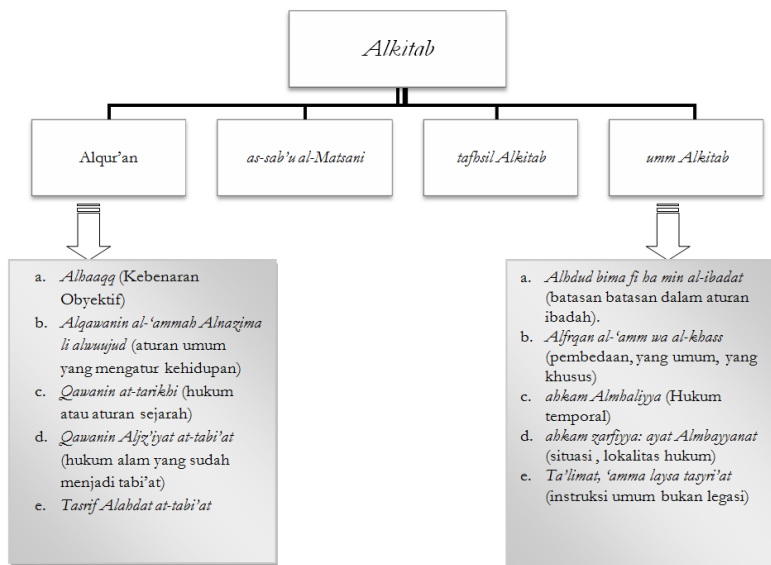 Alkitab
Alqur'an
as-sab'u al-Matsani
tafhsil Alkitab
umm Alkitab
a. Alhaaqq (Kebenaran
Obyektif)
b. Alqawanin al-'ammah Alnazima
li alwuujud (aturan umum
yang mengatur kehidupan)
c. Qawanin at-tarikhi (hukum
atau aturan sejarah)
d. Qawanin Aljz'iyat at-tabi'at
(hukum alam yang sudah
menjadi tabi'at)
e. Tasrif Alahdat at-tabi'at
a. Alhdud bima fi ha min al-ibadat
(batasan batasan dalam aturan
ibadah).
b. Alfrqan al-'amm wa al-khass
(pembedaan, yang umum, yang
khusus)
c. ahkam Almhaliyya (Hukum
temporal)
d. ahkam zarfiyya: ayat Almbayyanat
(situasi , lokalitas hukum)
e. Ta'limat, 'amma laysa tasyri'at
(instruksi umum bukan legasi)